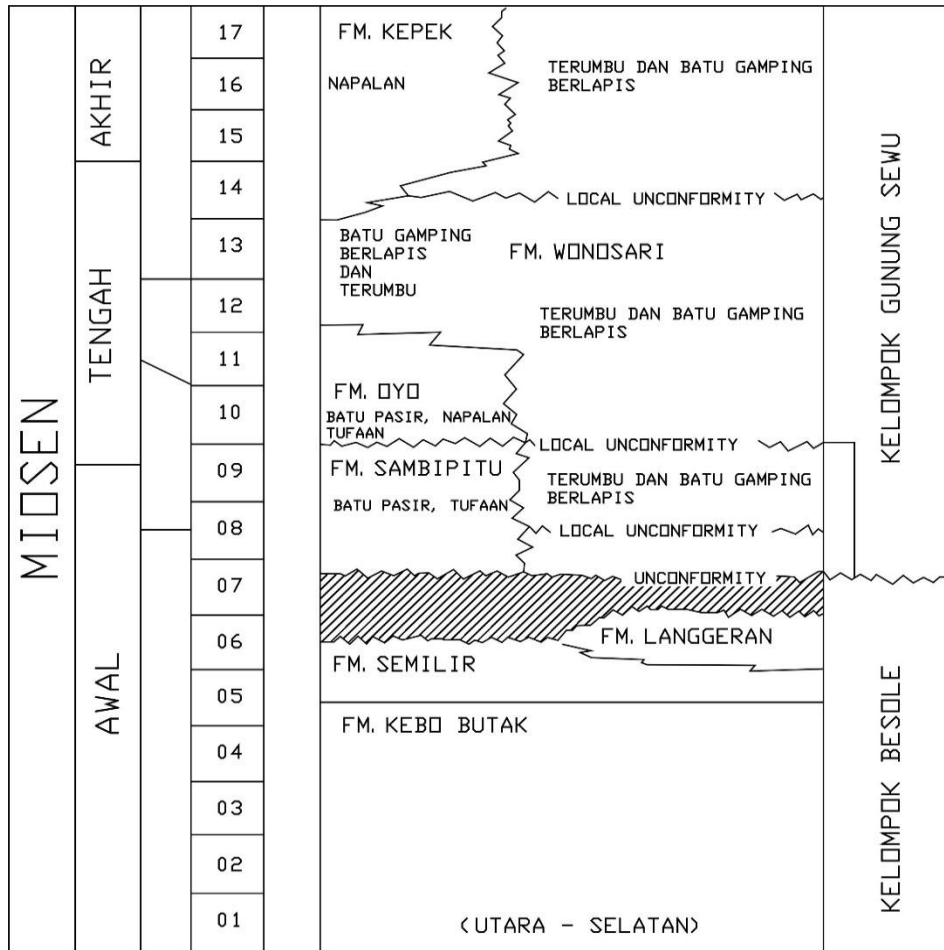 MIOSEN
AKHIR
TENGAH
AWAL
17
16
15
14
13
12
11
10
09
08
07
06
05
04
03
02
01
FM. KEPEK
NAPALAN
TERUMBU DAN BATU GAMPING
BERLAPIS
LOCAL UNCONFORMITY
BATU GAMPING
BERLAPIS
DAN
TERUMBU
FM. WONOSARI
TERUMBU DAN BATU GAMPING
BERLAPIS
FM. OYO
BATU PASIR, NAPALAN
TUFAAN
LOCAL UNCONFORMITY
FM. SAMBIPITU
BATU PASIR, TUFAAN
TERUMBU DAN BATU GAMPING
BERLAPIS
LOCAL UNCONFORMITY
UNCONFORMITY
FM. LANGGERAN
FM. SEMILIR
FM. KEBO BUTAK
(UTARA - SELATAN)
KELOMPOK GUNUNG SEWU
KELOMPOK BESOLE